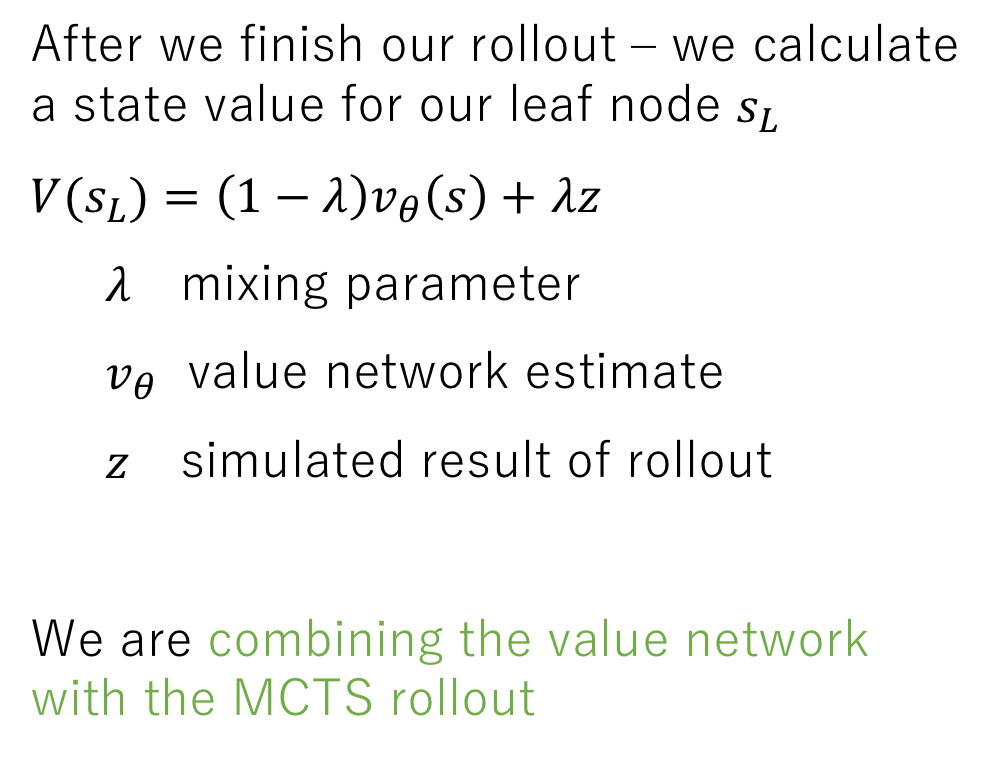 After we finish our rollout – we calculate
a state value for our leaf node 𝑠_𝐿
𝑉(𝑠_𝐿) = (1 − 𝜆)𝑣_𝜃(𝑠) + 𝜆𝑧
𝜆 mixing parameter
𝑣_𝜃 value network estimate
𝑧 simulated result of rollout
We are combining the value network
with the MCTS rollout